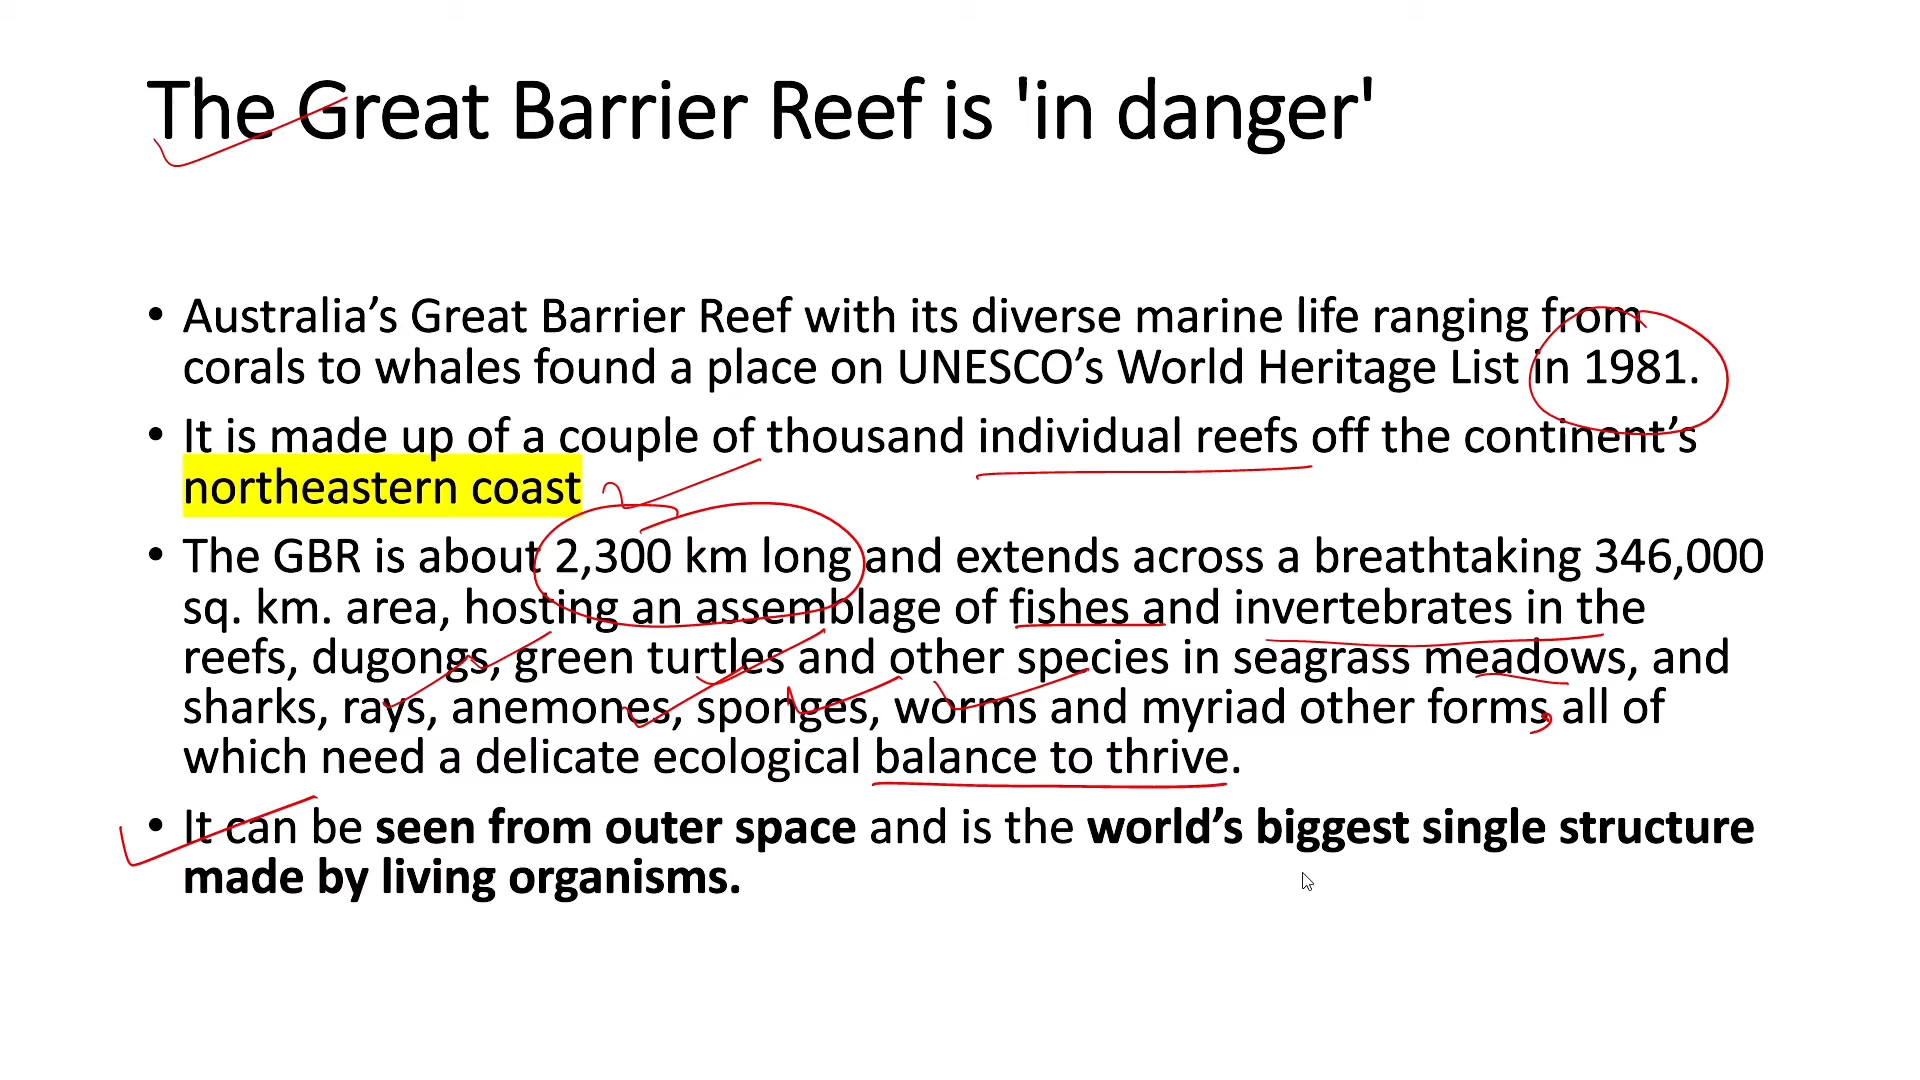 The Great Barrier Reef is 'in danger'
• Australia’s Great Barrier Reef with its diverse marine life ranging from
corals to whales found a place on UNESCO’s World Heritage List in 1981.
• It is made up of a couple of thousand individual reefs off the continent’s
northeastern coast
• The GBR is about 2,300 km long and extends across a breathtaking 346,000
sq. km. area, hosting an assemblage of fishes and invertebrates in the
reefs, dugongs, green turtles and other species in seagrass meadows, and
sharks, rays, anemones, sponges, worms and myriad other forms, all of
which need a delicate ecological balance to thrive.
• It can be seen from outer space and is the world’s biggest single structure
made by living organisms.